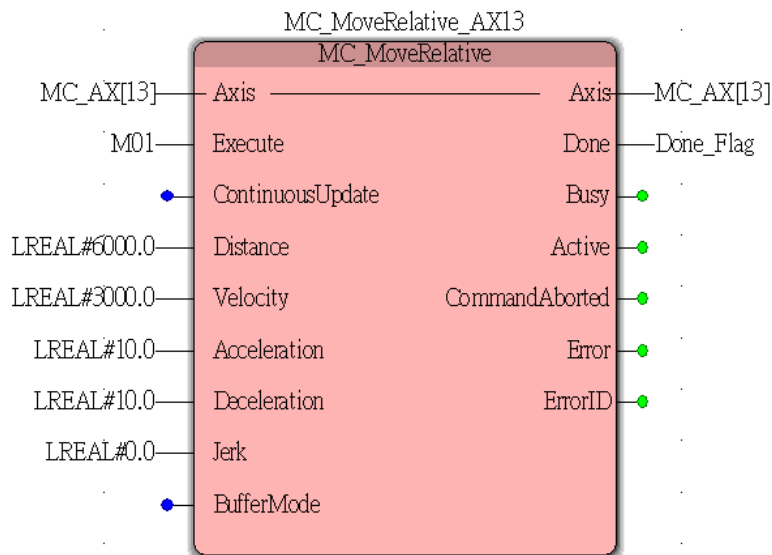 MC_MoveRelative_AX13
MC_MoveRelative
MC_AX[13] Axis Axis MC_AX[13]
M01 Execute Done Done_Flag
ContinuousUpdate Busy
LREAL#6000.0 Distance Active
LREAL#3000.0 Velocity CommandAborted
LREAL#10.0 Acceleration Error
LREAL#10.0 Deceleration ErrorID
LREAL#0.0 Jerk
BufferMode